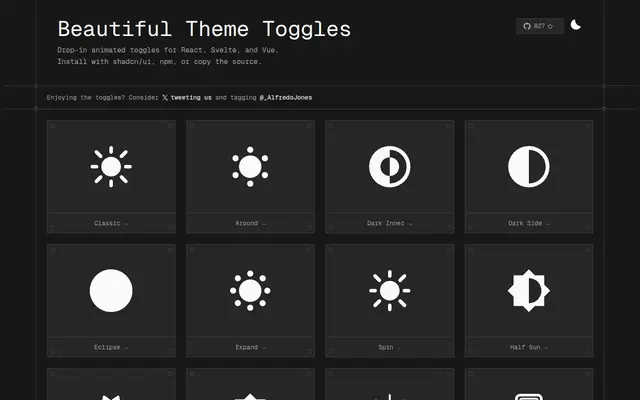 Beautiful Theme Toggles
827
Drop-in animated toggles for React, Svelte, and Vue.
Install with shadcn/ui, npm, or copy the source.
Enjoying the toggles? Consider 𝕏 tweeting us and tagging @_AlfredoJones
Classic →
Around →
Dark Inner →
Dark Side →
Eclipse →
Expand →
Spin →
Half Sun →